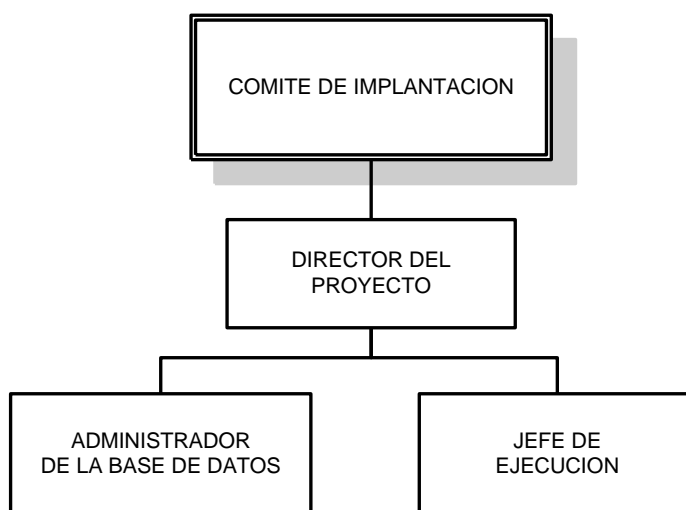 COMITE DE IMPLANTACION
DIRECTOR DEL
PROYECTO
ADMINISTRADOR
DE LA BASE DE DATOS
JEFE DE
EJECUCION